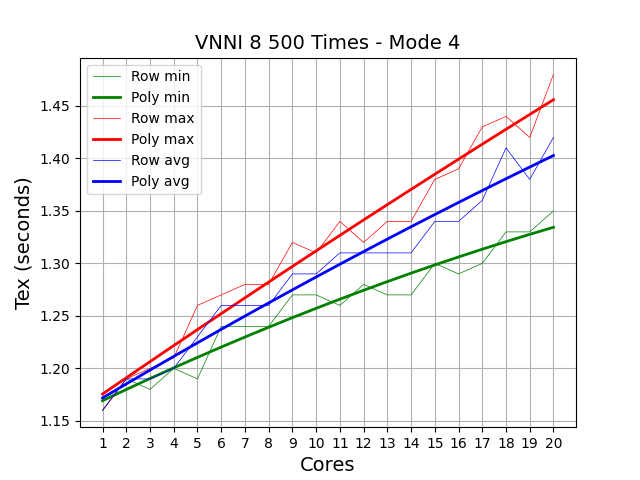 VNNI 8 500 Times - Mode 4
Row min
Poly min
Row max
Poly max
Row avg
Poly avg
Tex (seconds)
1.45
1.40
1.35
1.30
1.25
1.20
1.15
1 2 3 4 5 6 7 8 9 10 11 12 13 14 15 16 17 18 19 20
Cores